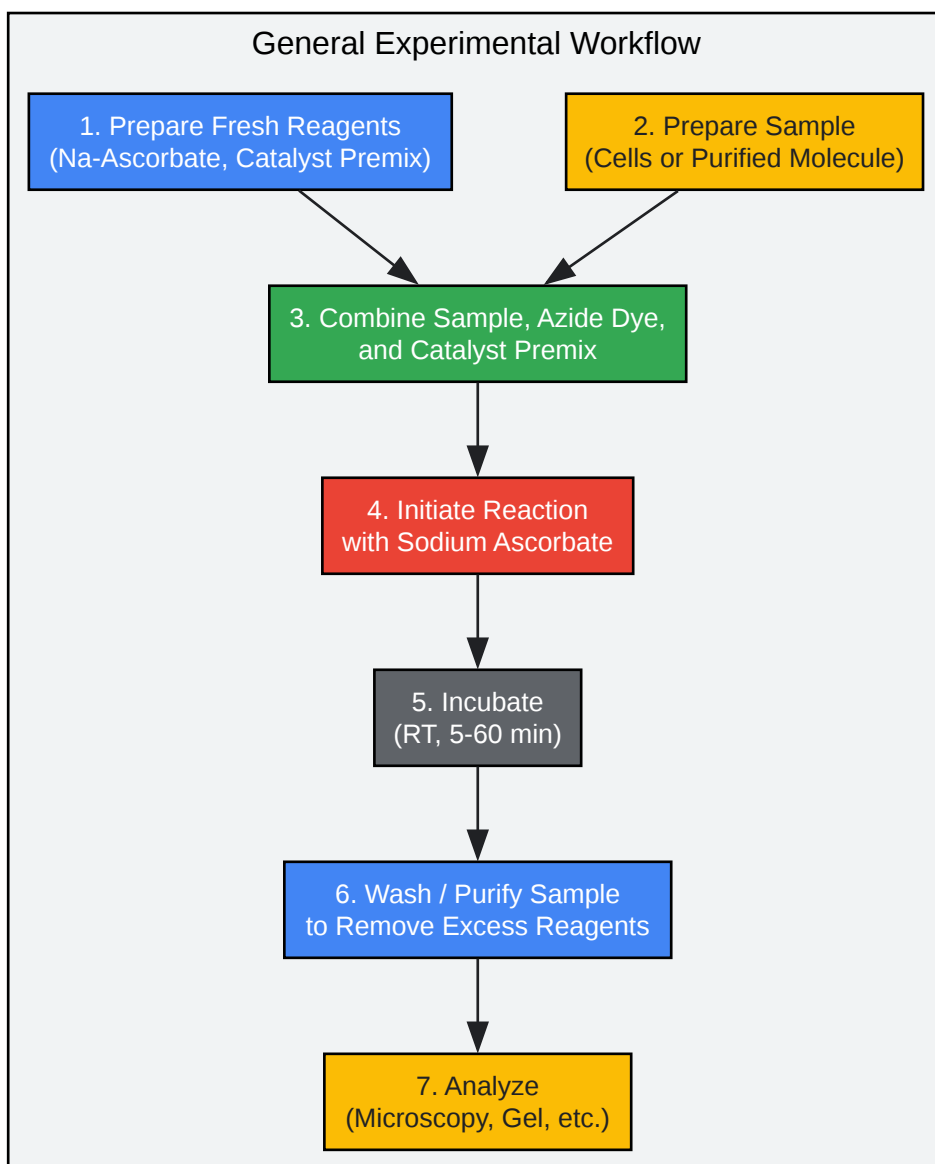 General Experimental Workflow
1. Prepare Fresh Reagents
(Na-Ascorbate, Catalyst Premix)
2. Prepare Sample
(Cells or Purified Molecule)
3. Combine Sample, Azide Dye,
and Catalyst Premix
4. Initiate Reaction
with Sodium Ascorbate
5. Incubate
(RT, 5-60 min)
6. Wash / Purify Sample
to Remove Excess Reagents
7. Analyze
(Microscopy, Gel, etc.)